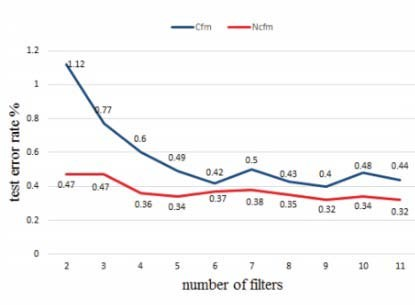 Cfm Ncfm
1.2
1
0.8
0.6
0.4
0.2
0
test error rate %
1.12 0.77 0.6 0.49 0.42 0.5 0.43 0.4 0.48 0.44
0.47 0.47 0.36 0.34 0.37 0.38 0.35 0.32 0.34 0.32
2 3 4 5 6 7 8 9 10 11
number of filters